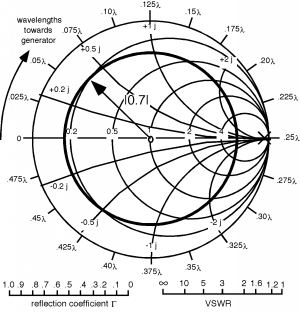 wavelengths
towards
generator
.125λ
.10λ
.15λ
.075λ
.175λ
+1 j
+0.5 j
+2 j
.05λ
.20λ
+0.2 j
.025λ
.225λ
|0.7|
0
0.2
0.5
1
2
4
.25λ
.475λ
.275λ
-0.2 j
.45λ
.30λ
-0.5 j
-2 j
-1 j
.425λ
.325λ
.40λ
.35λ
.375λ
1.0 .9 .8 .7 .6 .5 .4 .3 .2 .1 0
reflection coefficient Γ
∞ 10 5 3 2 1.6 1.2 1
VSWR